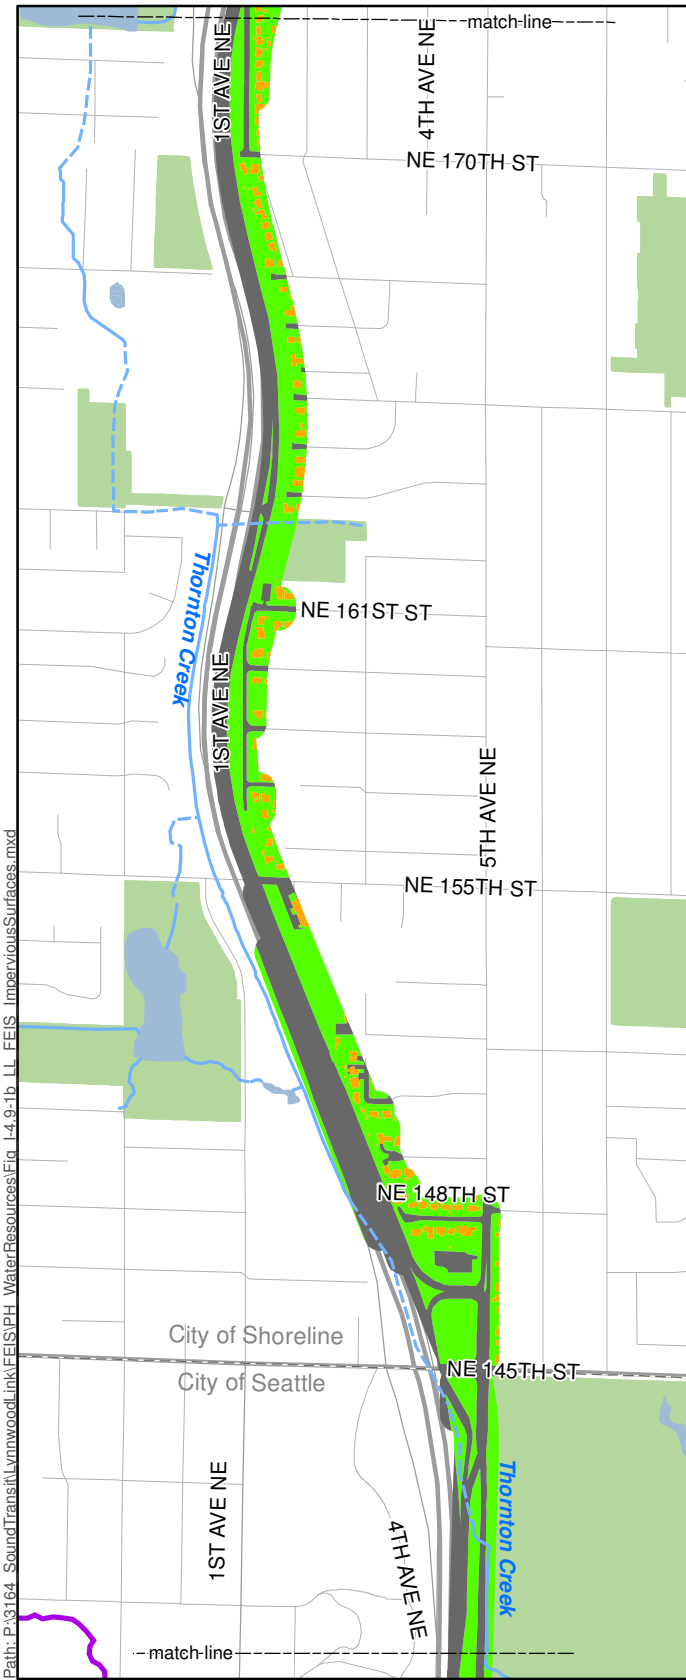 match-line
1ST AVE NE
4TH AVE NE
NE 170TH ST
Thornton Creek
NE 161ST ST
1ST AVE NE
5TH AVE NE
NE 155TH ST
NE 148TH ST
City of Shoreline
NE 145TH ST
City of Seattle
1ST AVE NE
4TH AVE NE
Thornton Creek
match-line
Path: P:\3164_SoundTransit\LynnwoodLink\FEIS\PH_WaterResources\Fig_I-4.9-1b_LL_FEIS_ImperviousSurfaces.mxd